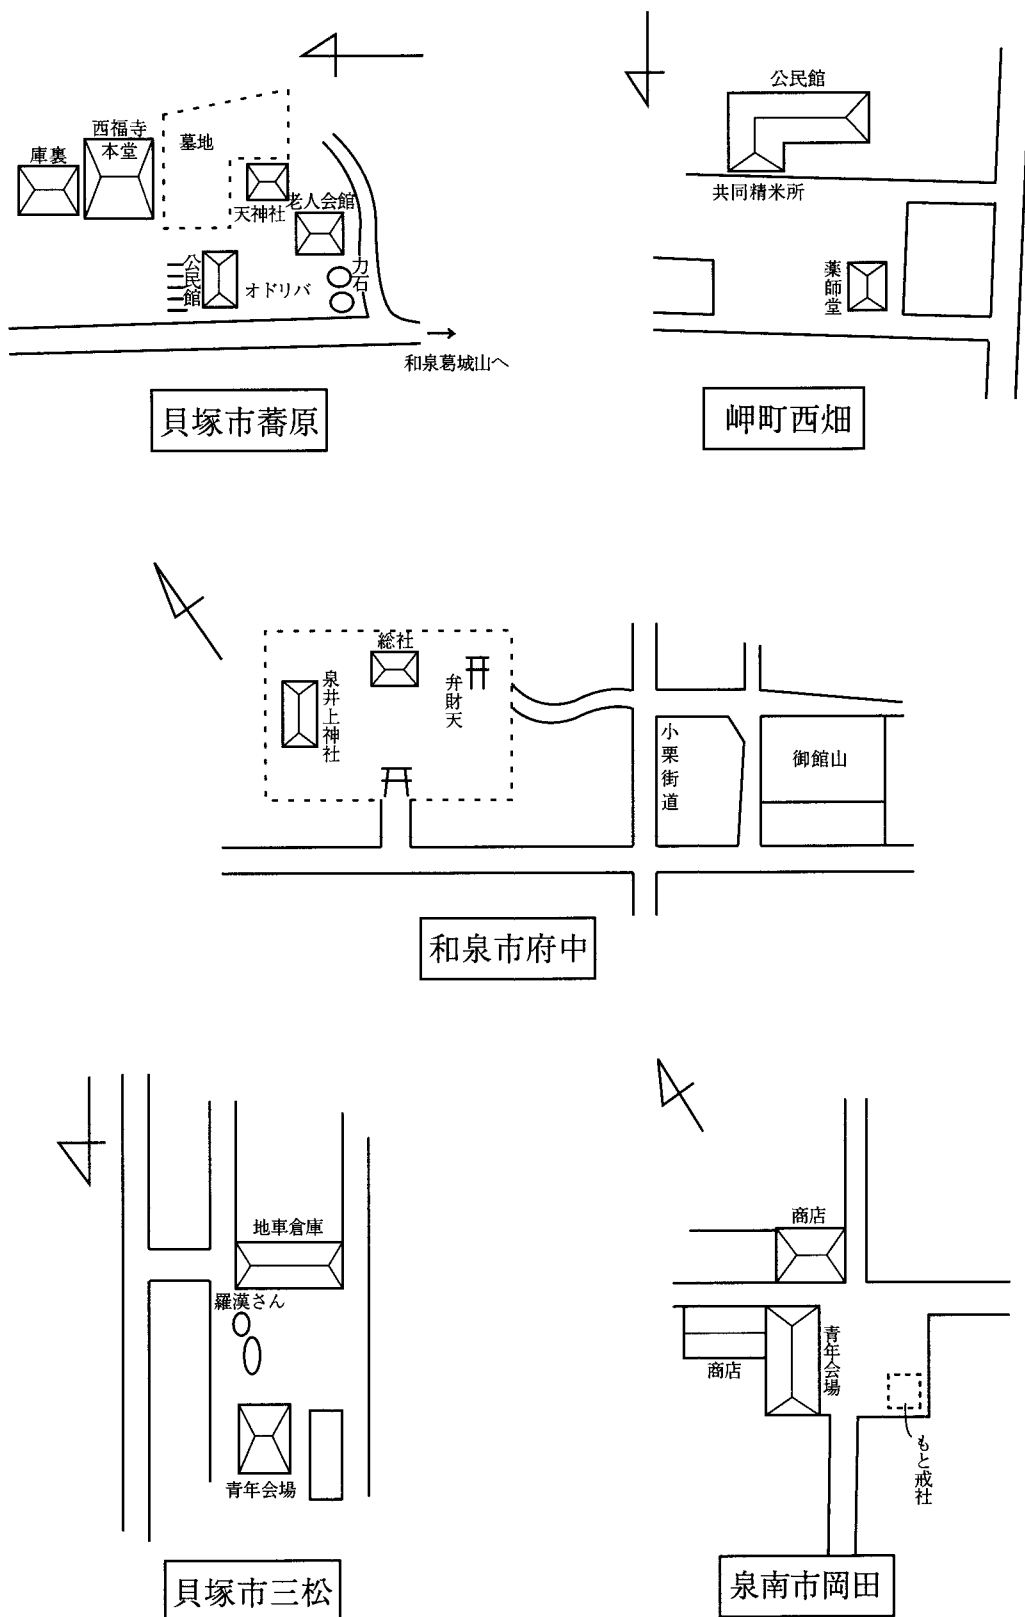 西福寺
本堂
庫裏
墓地
天神社
老人会館
公民館
オドリバ
力石
和泉葛城山へ
貝塚市蕎原
公民館
共同精米所
薬師堂
岬町西畑
総社
泉井上神社
弁財天
小栗街道
御館山
和泉市府中
地車倉庫
羅漢さん
青年会場
貝塚市三松
商店
商店
青年会場
もと戎社
泉南市岡田